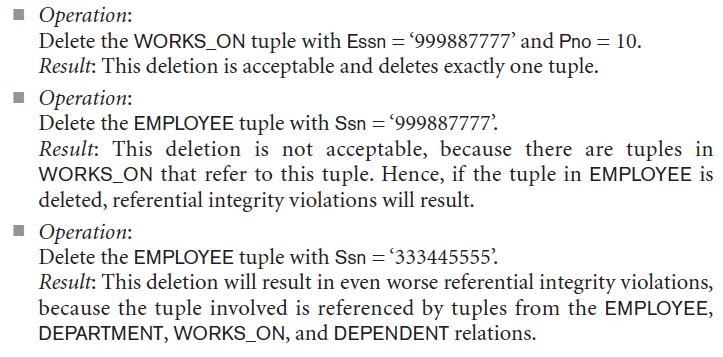 ■ Operation:
Delete the WORKS_ON tuple with Essn = ‘999887777’ and Pno = 10.
Result: This deletion is acceptable and deletes exactly one tuple.
■ Operation:
Delete the EMPLOYEE tuple with Ssn = ‘999887777’.
Result: This deletion is not acceptable, because there are tuples in
WORKS_ON that refer to this tuple. Hence, if the tuple in EMPLOYEE is
deleted, referential integrity violations will result.
■ Operation:
Delete the EMPLOYEE tuple with Ssn = ‘333445555’.
Result: This deletion will result in even worse referential integrity violations,
because the tuple involved is referenced by tuples from the EMPLOYEE,
DEPARTMENT, WORKS_ON, and DEPENDENT relations.